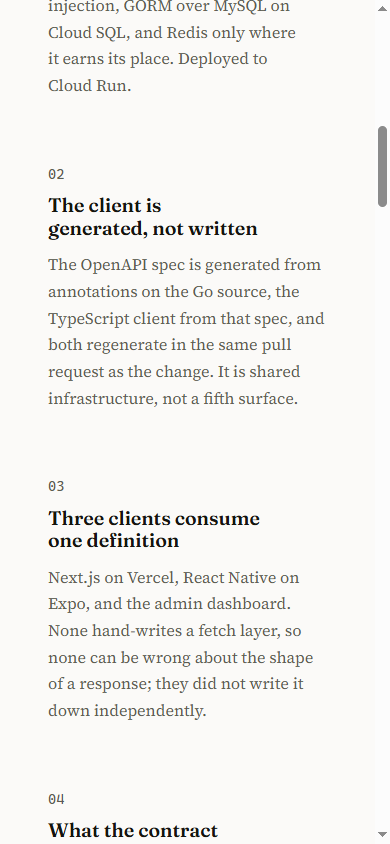 injection, GORM over MySQL on
Cloud SQL, and Redis only where
it earns its place. Deployed to
Cloud Run.
02
The client is
generated, not written
The OpenAPI spec is generated from
annotations on the Go source, the
TypeScript client from that spec, and
both regenerate in the same pull
request as the change. It is shared
infrastructure, not a fifth surface.
03
Three clients consume
one definition
Next.js on Vercel, React Native on
Expo, and the admin dashboard.
None hand-writes a fetch layer, so
none can be wrong about the shape
of a response; they did not write it
down independently.
04
What the contract